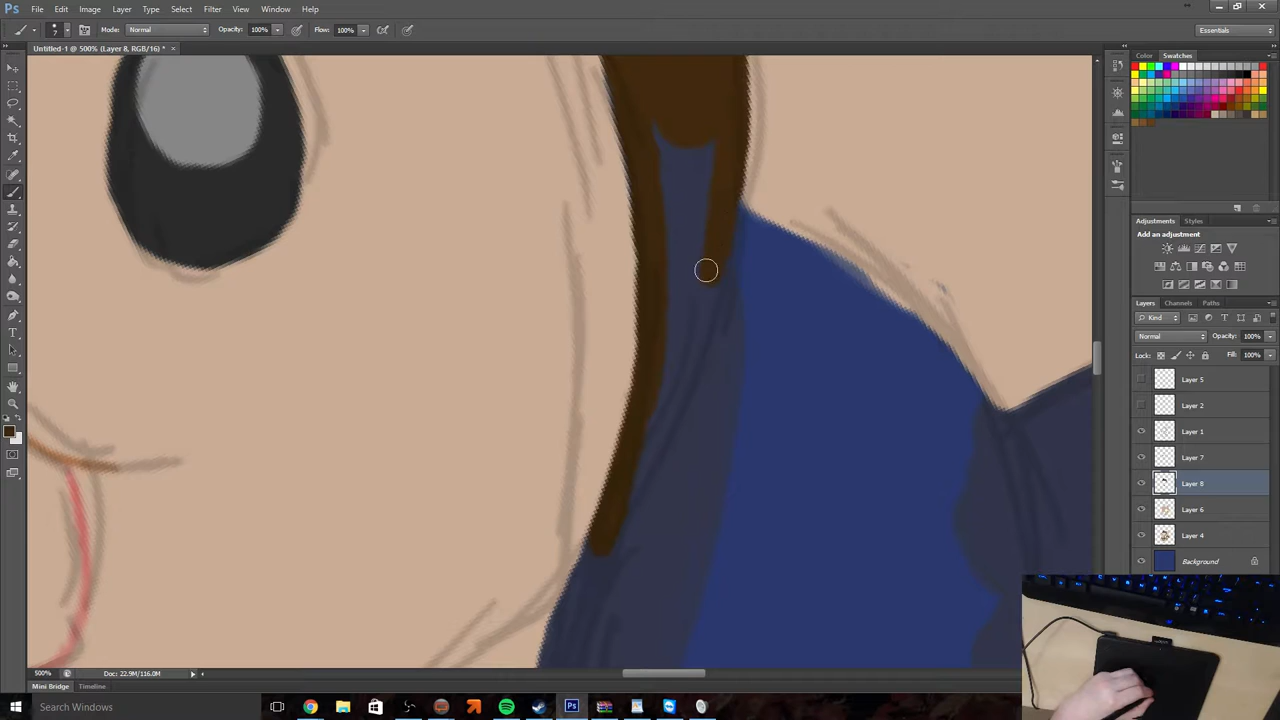 Ps File Edit Image Layer Type Select Filter View Window Help
7 Mode: Normal Opacity: 100% Flow: 100% Essentials
Untitled-1 @ 500% (Layer 8, RGB/16) * ×
Color Swatches
Adjustments Styles
Add an adjustment
Layers Channels Paths
Kind
Normal Opacity: 100%
Lock: Fill: 100%
Layer 5
Layer 2
Layer 1
Layer 7
Layer 8
Layer 6
Layer 4
Background
500% Doc: 22.9M/116.0M
Mini Bridge Timeline
Search Windows
Ps